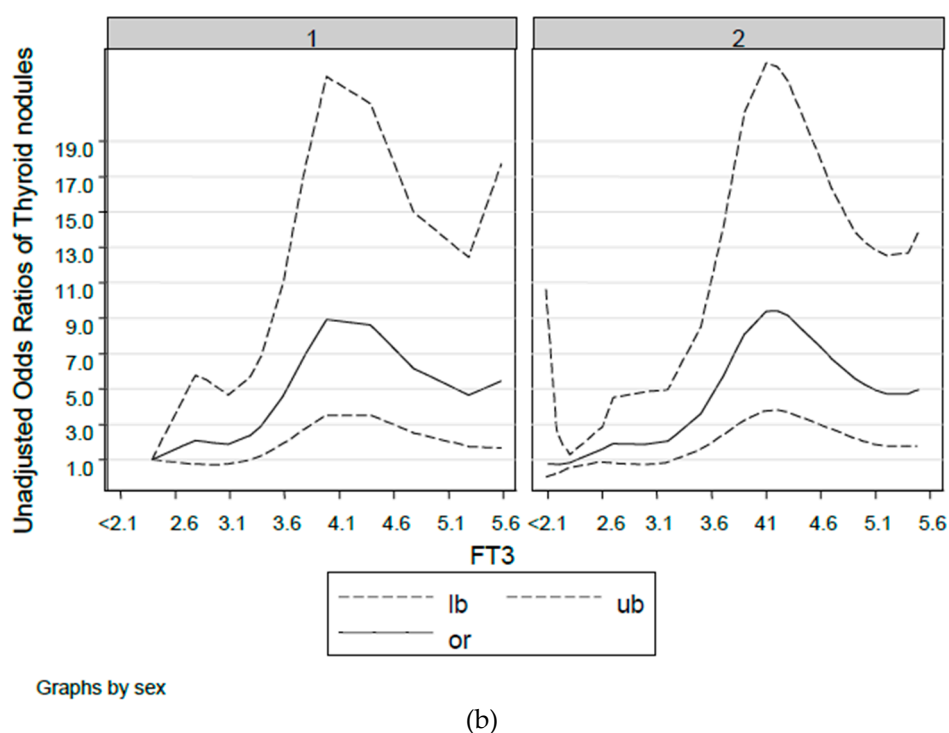 1 2
Unadjusted Odds Ratios of Thyroid nodules
19.0
17.0
15.0
13.0
11.0
9.0
7.0
5.0
3.0
1.0
<2.1 2.6 3.1 3.6 4.1 4.6 5.1 5.6 <2.1 2.6 3.1 3.6 41 4.6 5.1 5.6
FT3
lb ub
or
Graphs by sex
(b)